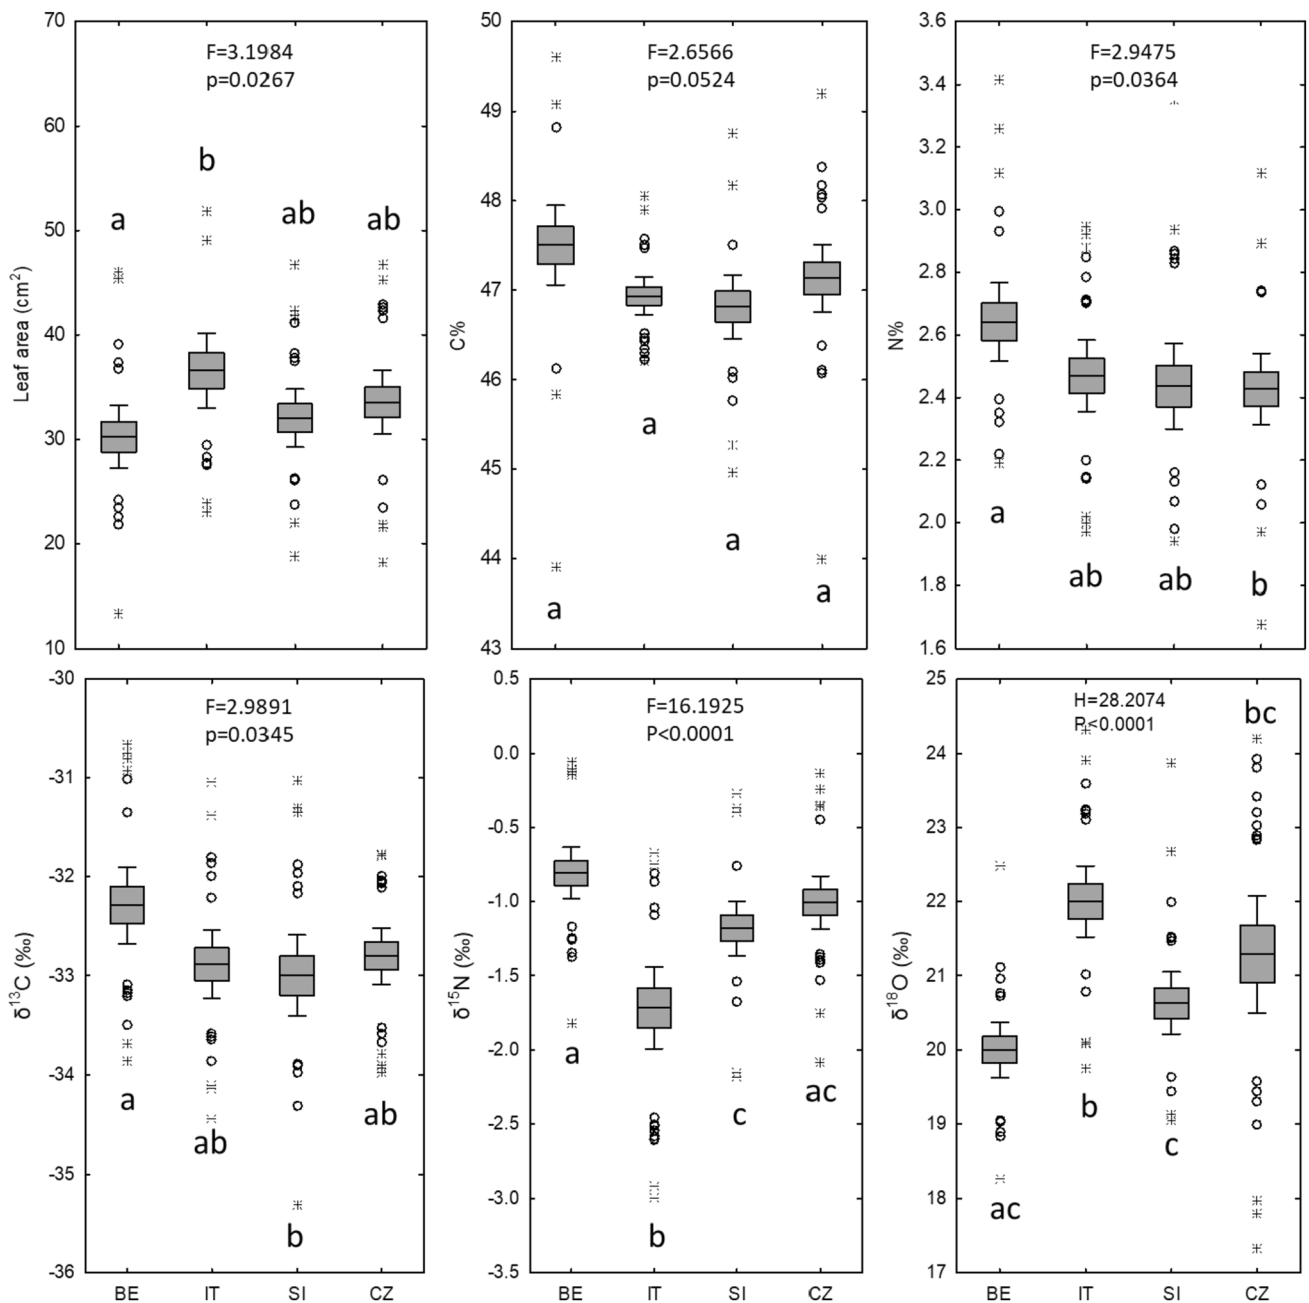 F=3.1984
p=0.0267
a
b
ab
ab
Leaf area (cm²)
70
60
50
40
30
20
10
F=2.6566
p=0.0524
a
a
a
a
C%
50
49
48
47
46
45
44
43
F=2.9475
p=0.0364
a
ab
ab
b
N%
3.6
3.4
3.2
3.0
2.8
2.6
2.4
2.2
2.0
1.8
1.6
F=2.9891
p=0.0345
a
ab
b
ab
δ¹³C (‰)
-30
-31
-32
-33
-34
-35
-36
BE IT SI CZ
F=16.1925
P<0.0001
a
b
c
ac
δ¹⁵N (‰)
0.5
0.0
-0.5
-1.0
-1.5
-2.0
-2.5
-3.0
-3.5
BE IT SI CZ
H=28.2074
P<0.0001
ac
b
c
bc
δ¹⁸O (‰)
25
24
23
22
21
20
19
18
17
BE IT SI CZ